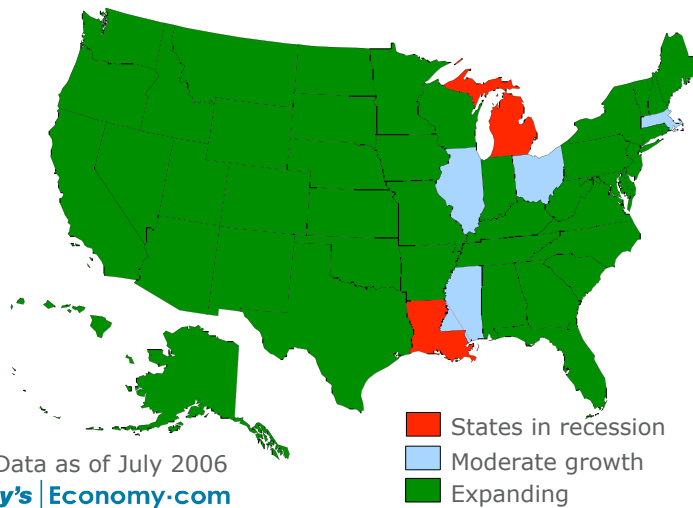 States in recession
Moderate growth
Expanding
Data as of July 2006
y's | Economy.com